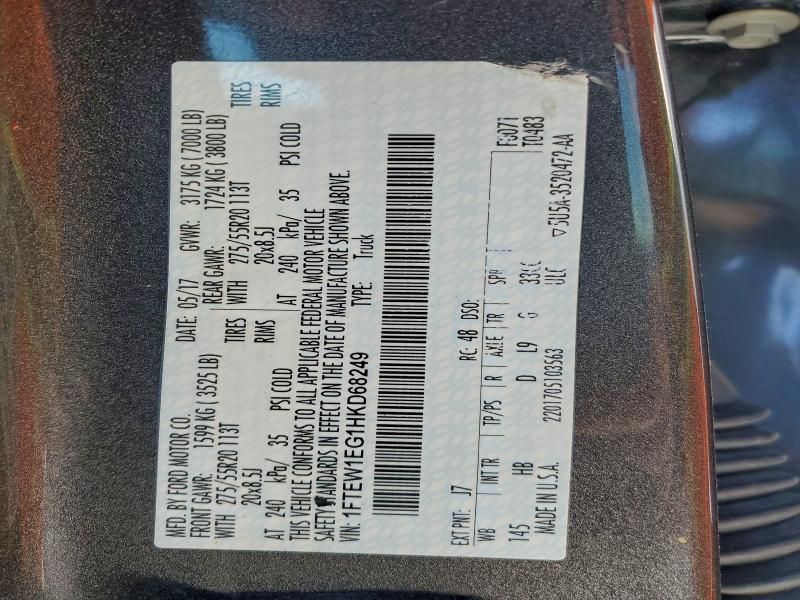 MFD. BY FORD MOTOR CO.
DATE: 05/17 GVWR: 3175 KG ( 7000 LB)
FRONT GAWR: 1599 KG ( 3525 LB) REAR GAWR: 1724 KG ( 3800 LB)
WITH 275/55R20 113T TIRES WITH 275/55R20 113T TIRES
20x8.5J RIMS 20x8.5J RIMS
AT 240 kPa/ 35 PSI COLD AT 240 kPa/ 35 PSI COLD
THIS VEHICLE CONFORMS TO ALL APPLICABLE FEDERAL MOTOR VEHICLE
SAFETY STANDARDS IN EFFECT ON THE DATE OF MANUFACTURE SHOWN ABOVE.
VIN: 1FTEW1EG1HKD68249 TYPE: Truck
EXT PNT: J7 RC: 48 DSO: F3071
WB INT TR TP/PS R AXLE TR SPR T0483
145 HB D L9 G
ULC
MADE IN U.S.A. 2201705103563 5U5A-3520472-AA